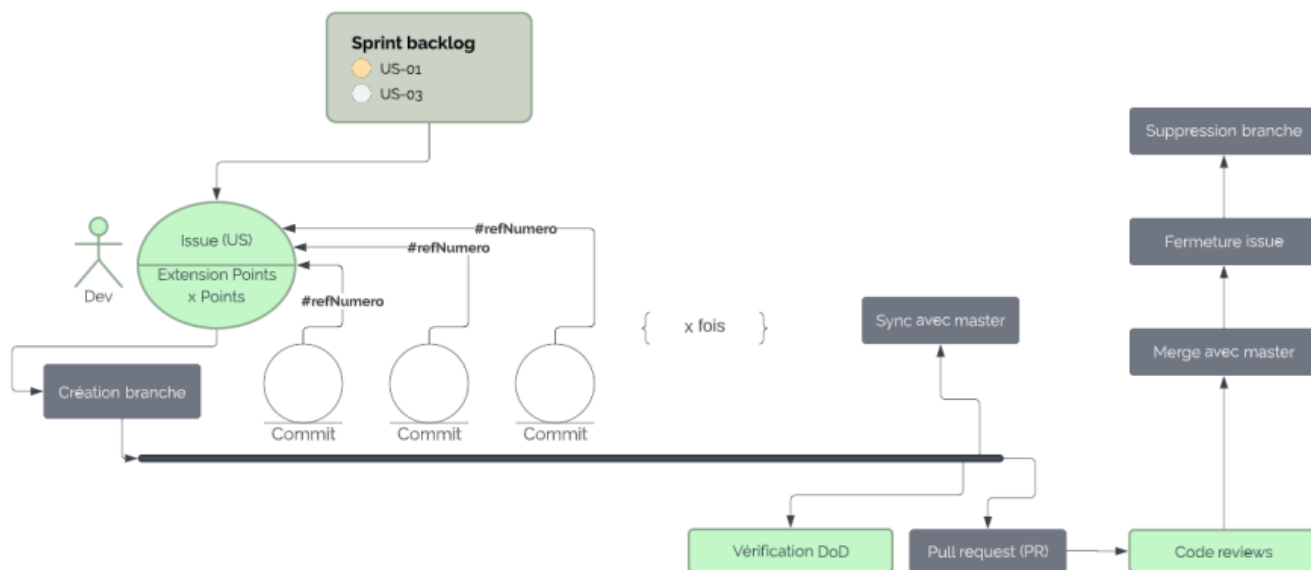 Sprint backlog
US-01
US-03
Suppression branche
Issue (US)
Extension Points
x Points
Dev
#refNumero
#refNumero
#refNumero
{ x fois }
Sync avec master
Fermeture issue
Merge avec master
Création branche
Commit
Commit
Commit
Vérification DoD
Pull request (PR)
Code reviews